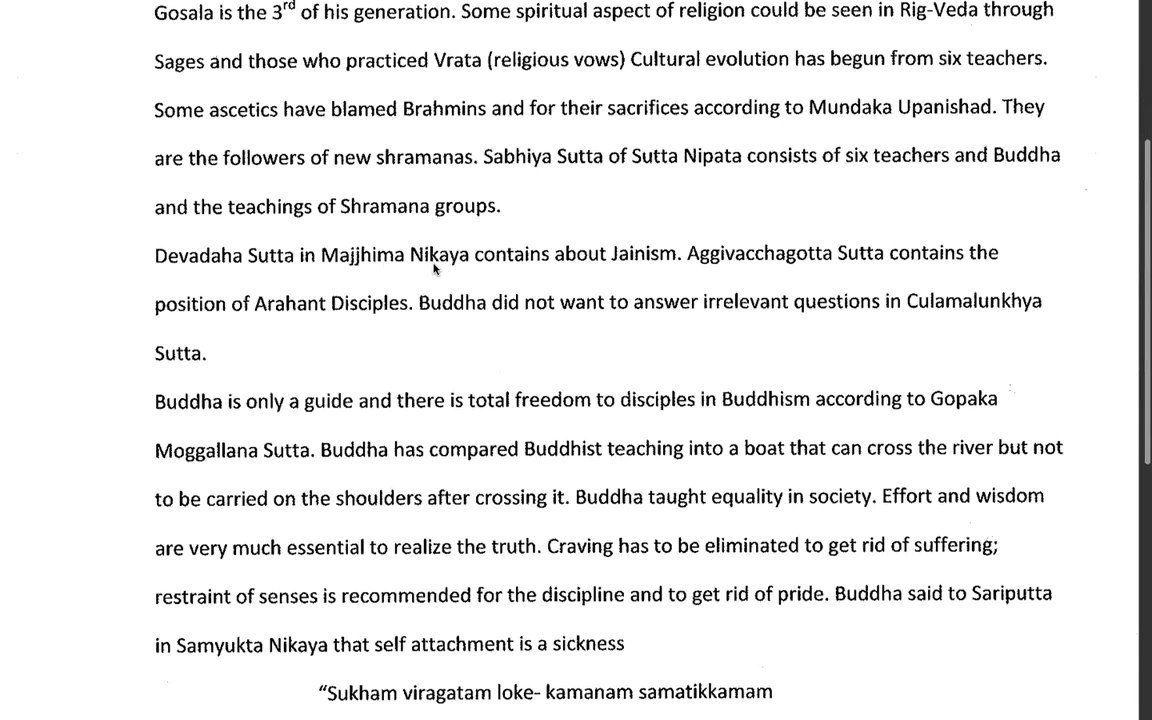 Gosala is the 3rd of his generation. Some spiritual aspect of religion could be seen in Rig-Veda through
Sages and those who practiced Vrata (religious vows) Cultural evolution has begun from six teachers.
Some ascetics have blamed Brahmins and for their sacrifices according to Mundaka Upanishad. They
are the followers of new shramanas. Sabhiya Sutta of Sutta Nipata consists of six teachers and Buddha
and the teachings of Shramana groups.
Devadaha Sutta in Majjhima Nikaya contains about Jainism. Aggivacchagotta Sutta contains the
position of Arahant Disciples. Buddha did not want to answer irrelevant questions in Culamalunkhya
Sutta.
Buddha is only a guide and there is total freedom to disciples in Buddhism according to Gopaka
Moggallana Sutta. Buddha has compared Buddhist teaching into a boat that can cross the river but not
to be carried on the shoulders after crossing it. Buddha taught equality in society. Effort and wisdom
are very much essential to realize the truth. Craving has to be eliminated to get rid of suffering;
restraint of senses is recommended for the discipline and to get rid of pride. Buddha said to Sariputta
in Samyukta Nikaya that self attachment is a sickness
“Sukham viragatam loke- kamanam samatikkamam